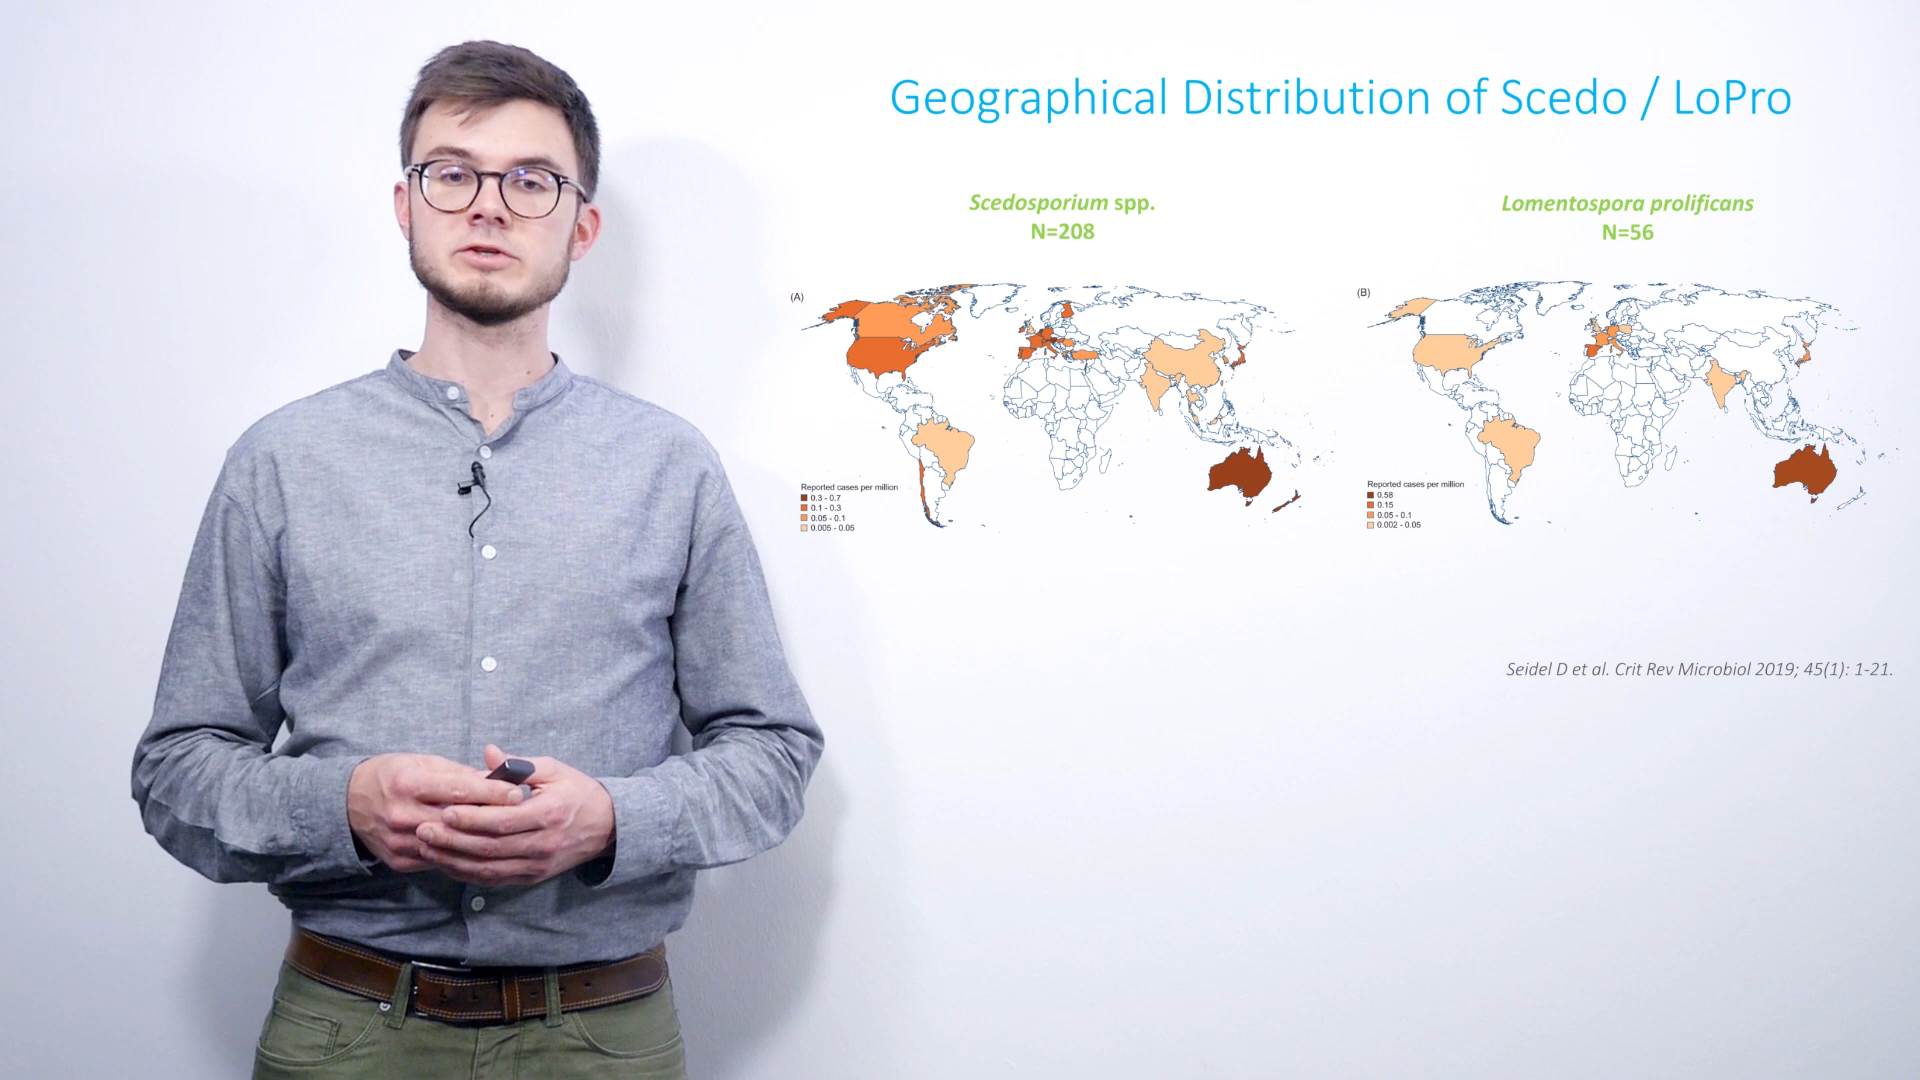 Geographical Distribution of Scedo / LoPro
Scedosporium spp.
N=208
(A)
Reported cases per million
0.3 - 0.7
0.1 - 0.3
0.05 - 0.1
0.005 - 0.05
Lomentospora prolificans
N=56
(B)
Reported cases per million
0.58
0.15
0.05 - 0.1
0.002 - 0.05
Seidel D et al. Crit Rev Microbiol 2019; 45(1): 1-21.